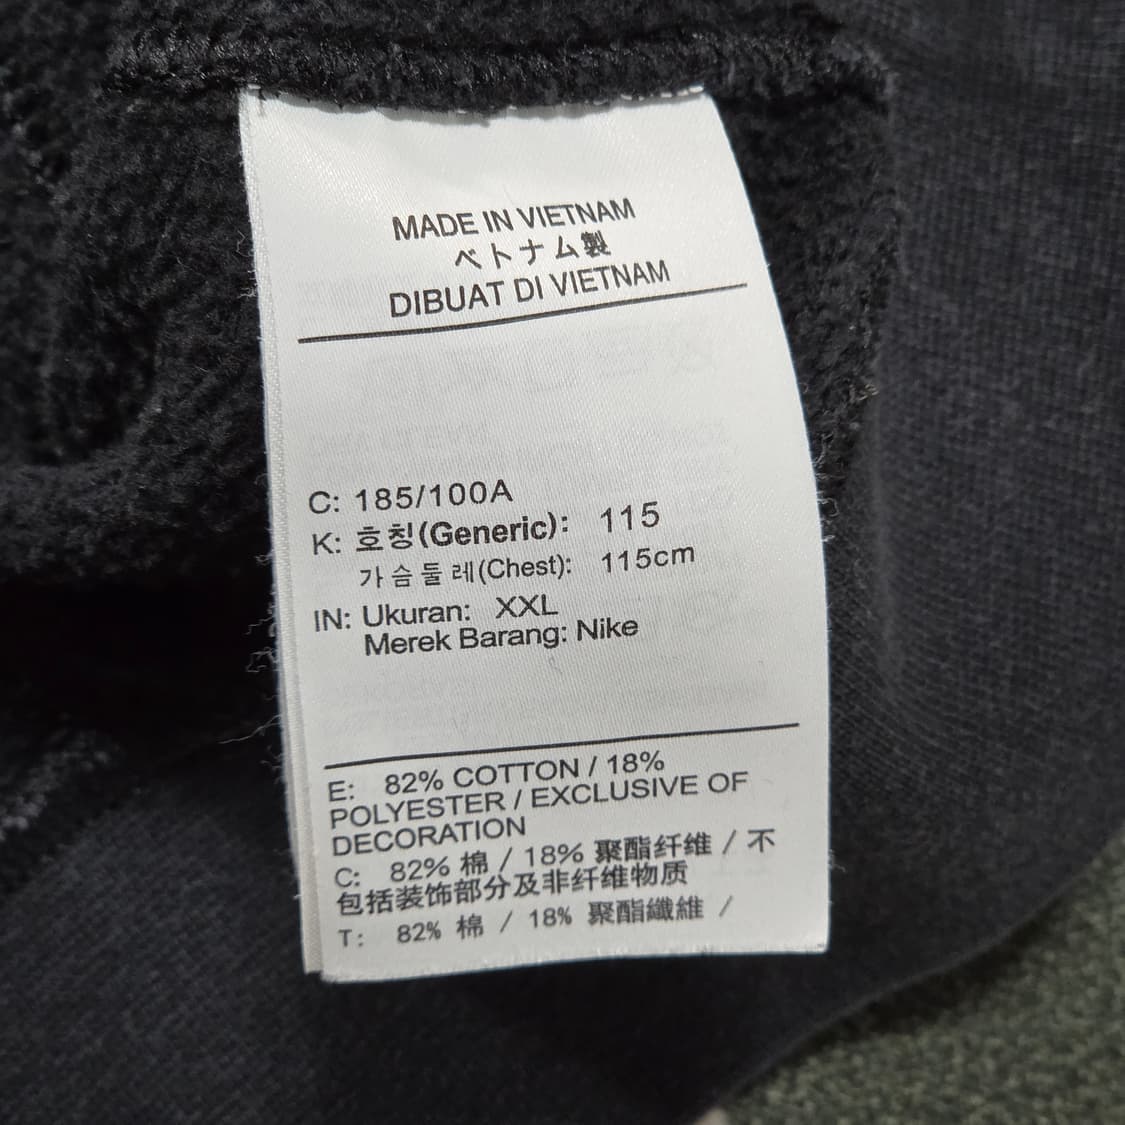 MADE IN VIETNAM
ベトナム製
DIBUAT DI VIETNAM
C: 185/100A
K: 호칭(Generic): 115
가슴둘레(Chest): 115cm
IN: Ukuran: XXL
Merek Barang: Nike
E: 82% COTTON / 18%
POLYESTER / EXCLUSIVE OF
DECORATION
C: 82% 棉 / 18% 聚酯纤维 / 不
包括装饰部分及非纤维物质
T: 82% 棉 / 18% 聚酯纖維 /